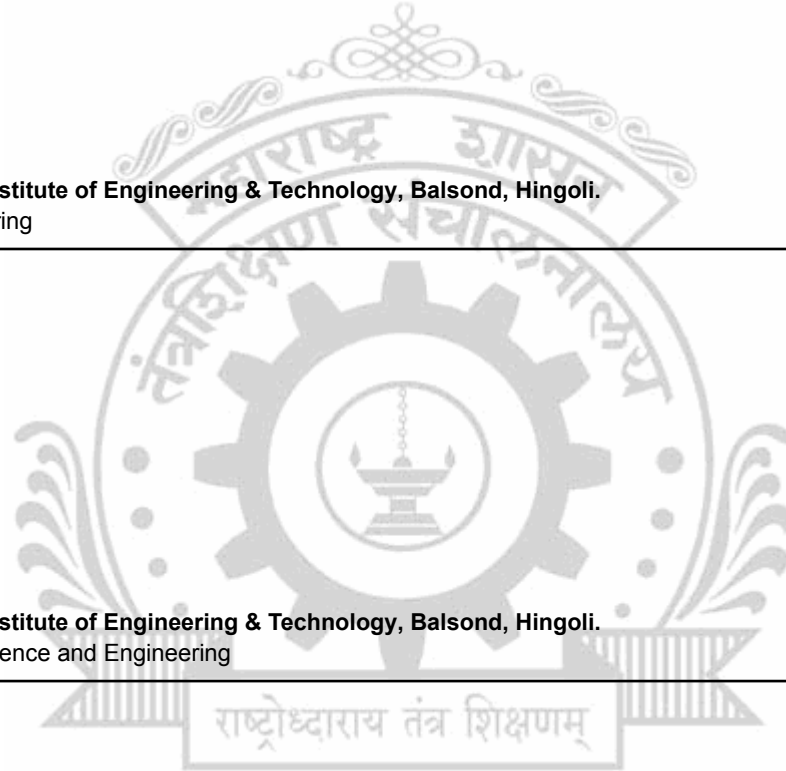 महाराष्ट्र शासन
stitute of Engineering & Technology, Balsond, Hingoli.
ring
तंत्रशिक्षण संचालनालय
stitute of Engineering & Technology, Balsond, Hingoli.
ence and Engineering
राष्ट्रोध्दाराय तंत्र शिक्षणम्